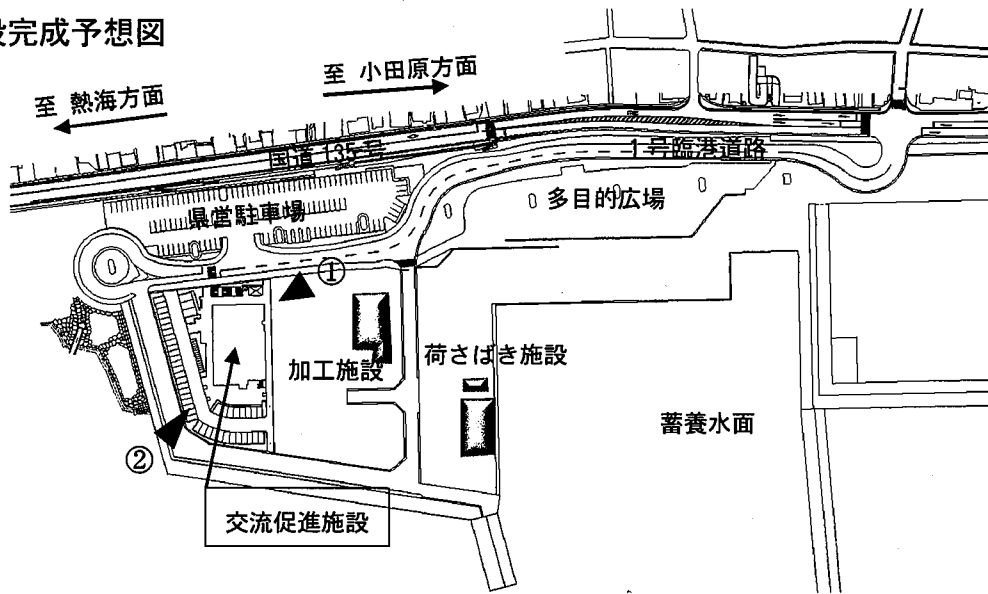 設完成予想図
至 熱海方面
至 小田原方面
国道 135 号
1 号臨港道路
県営駐車場
多目的広場
①
加工施設
荷さばき施設
蓄養水面
②
交流促進施設